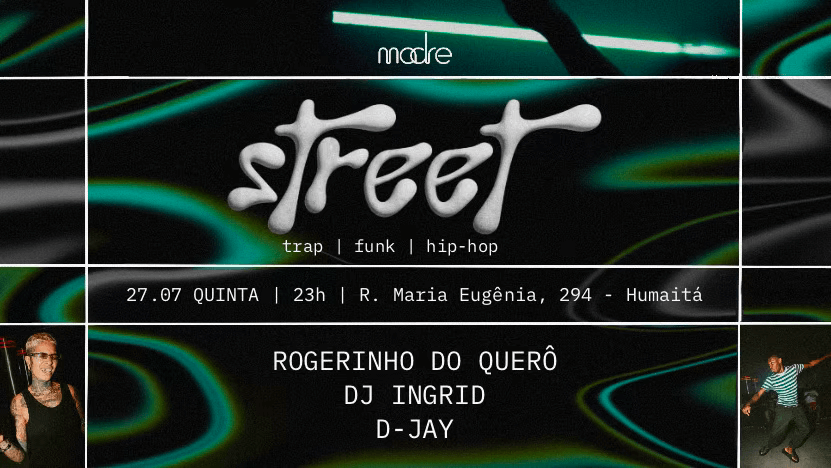 madre
street
trap | funk | hip-hop
27.07 QUINTA | 23h | R. Maria Eugênia, 294 - Humaitá
ROGERINHO DO QUERÔ
DJ INGRID
D-JAY